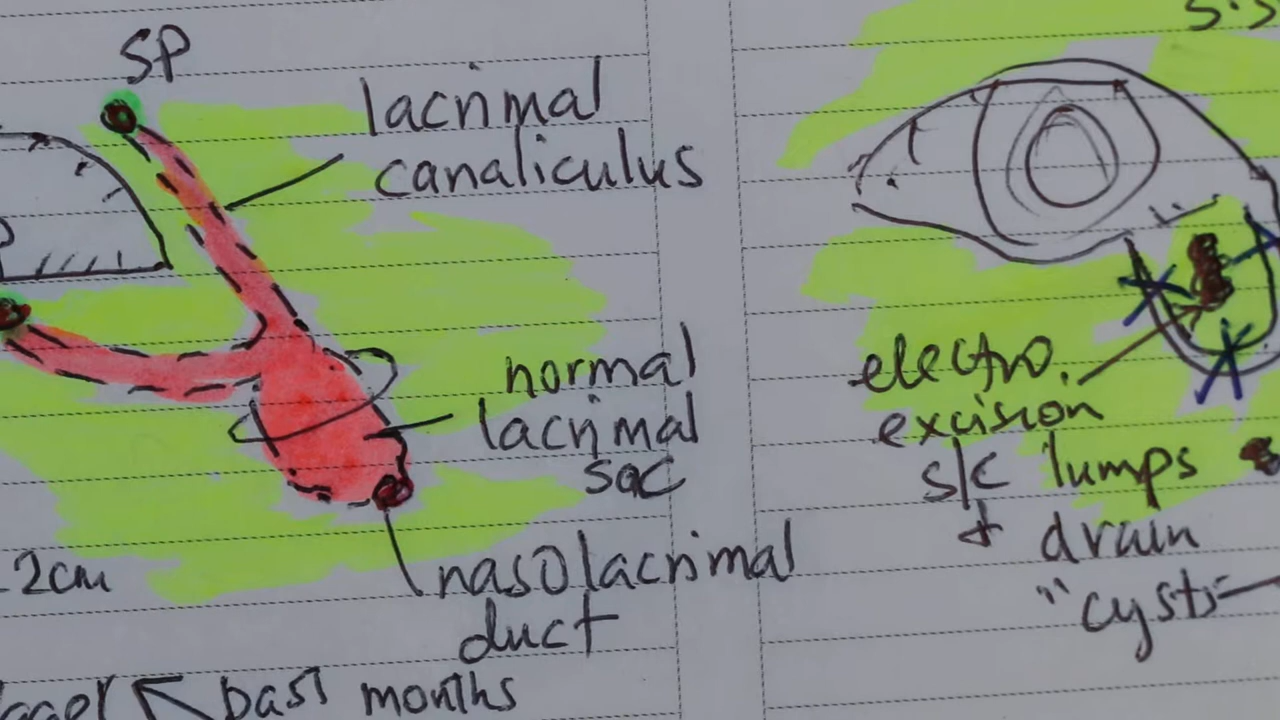 SP
lacrimal
canaliculus
normal
lacrimal
sac
nasolacrimal
duct
2cm
past months
s.s
electro.
excision
s/c lumps
+ drain
"cysts